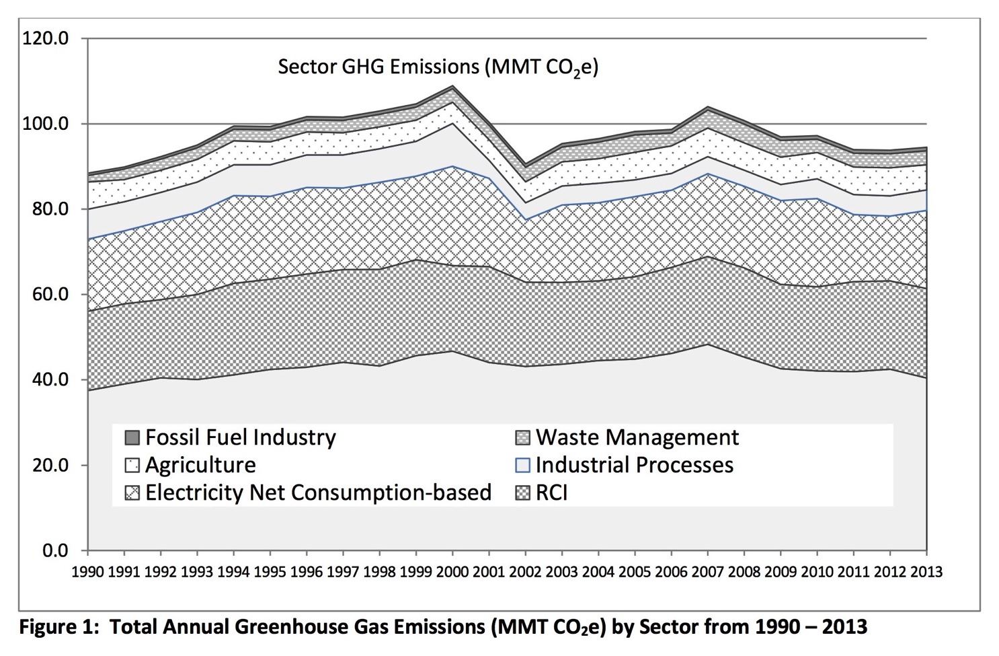 120.0
Sector GHG Emissions (MMT CO₂e)
100.0
80.0
60.0
40.0
Fossil Fuel Industry Waste Management
20.0 Agriculture Industrial Processes
Electricity Net Consumption-based RCI
0.0
1990 1991 1992 1993 1994 1995 1996 1997 1998 1999 2000 2001 2002 2003 2004 2005 2006 2007 2008 2009 2010 2011 2012 2013
Figure 1: Total Annual Greenhouse Gas Emissions (MMT CO₂e) by Sector from 1990 – 2013